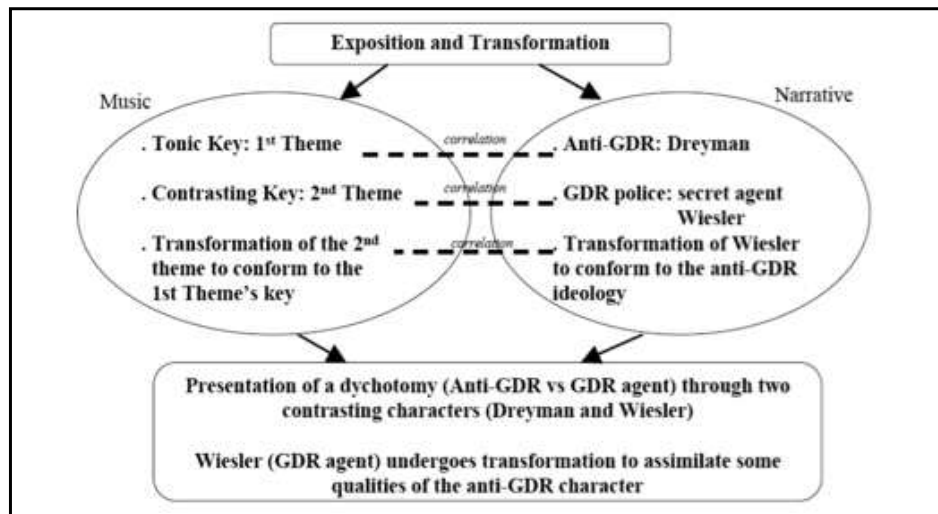 Exposition and Transformation
Music
Narrative
. Tonic Key: 1st Theme
correlation
. Anti-GDR: Dreyman
. Contrasting Key: 2nd Theme
correlation
. GDR police: secret agent
Wiesler
. Transformation of the 2nd
theme to conform to the
1st Theme’s key
correlation
. Transformation of Wiesler
to conform to the anti-GDR
ideology
Presentation of a dychotomy (Anti-GDR vs GDR agent) through two
contrasting characters (Dreyman and Wiesler)
Wiesler (GDR agent) undergoes transformation to assimilate some
qualities of the anti-GDR character